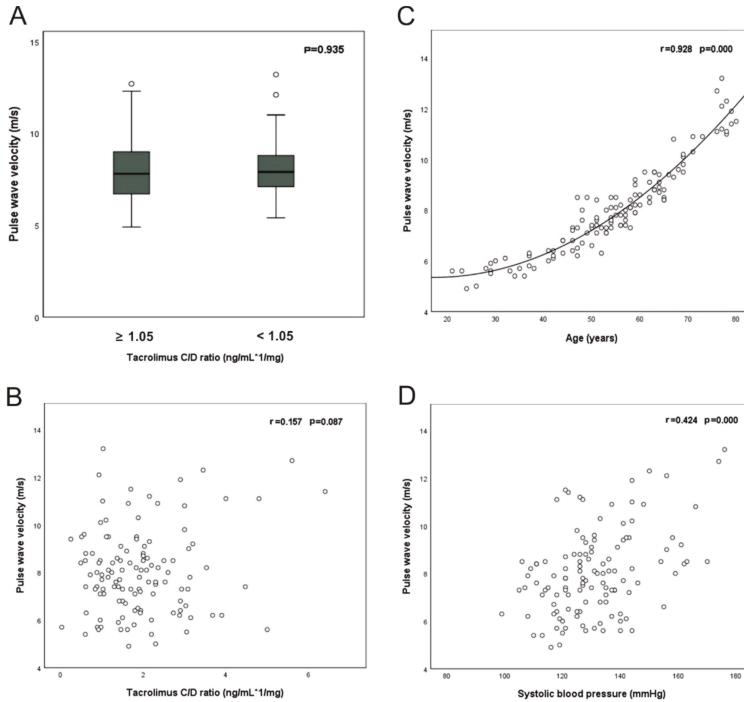 A
P=0.935
Pulse wave velocity (m/s)
15
10
5
0
≥ 1.05
< 1.05
Tacrolimus C/D ratio (ng/mL*1/mg)
B
r=0.157 p=0.087
Pulse wave velocity (m/s)
14
12
10
8
6
4
0
2
4
6
Tacrolimus C/D ratio (ng/mL*1/mg)
C
r=0.928 p=0.000
Pulse wave velocity (m/s)
14
12
10
8
6
4
20
30
40
50
60
70
80
Age (years)
D
r=0.424 p=0.000
Pulse wave velocity (m/s)
14
12
10
8
6
4
80
100
120
140
160
180
Systolic blood pressure (mmHg)